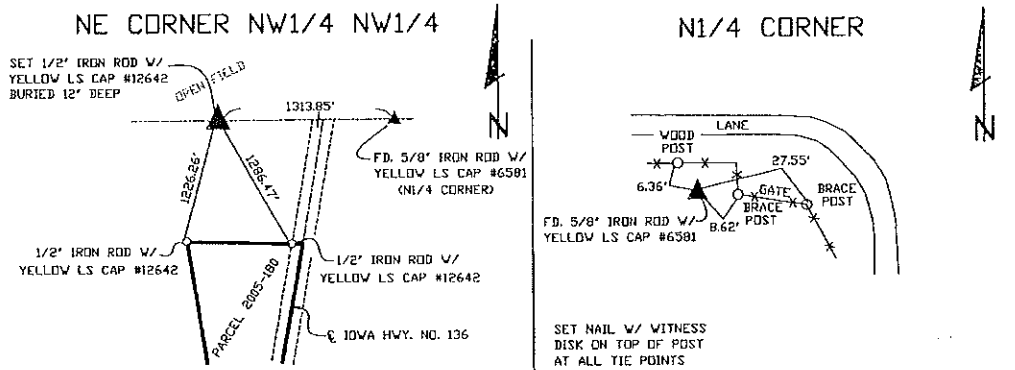 NE CORNER NW1/4 NW1/4
SET 1/2" IRON ROD W/
YELLOW LS CAP #12642
BURIED 12" DEEP
OPEN FIELD
1313.85'
N
FD. 5/8" IRON ROD W/
YELLOW LS CAP #6581
(N1/4 CORNER)
1226.26'
1286.47'
1/2" IRON ROD W/
YELLOW LS CAP #12642
1/2" IRON ROD W/
YELLOW LS CAP #12642
PARCEL 2005-180
℄ IOWA HWY. NO. 136
N1/4 CORNER
N
LANE
WOOD
POST
27.55'
6.36'
GATE
BRACE
POST
BRACE
POST
8.62'
FD. 5/8" IRON ROD W/
YELLOW LS CAP #6581
SET NAIL W/ WITNESS
DISK ON TOP OF POST
AT ALL TIE POINTS